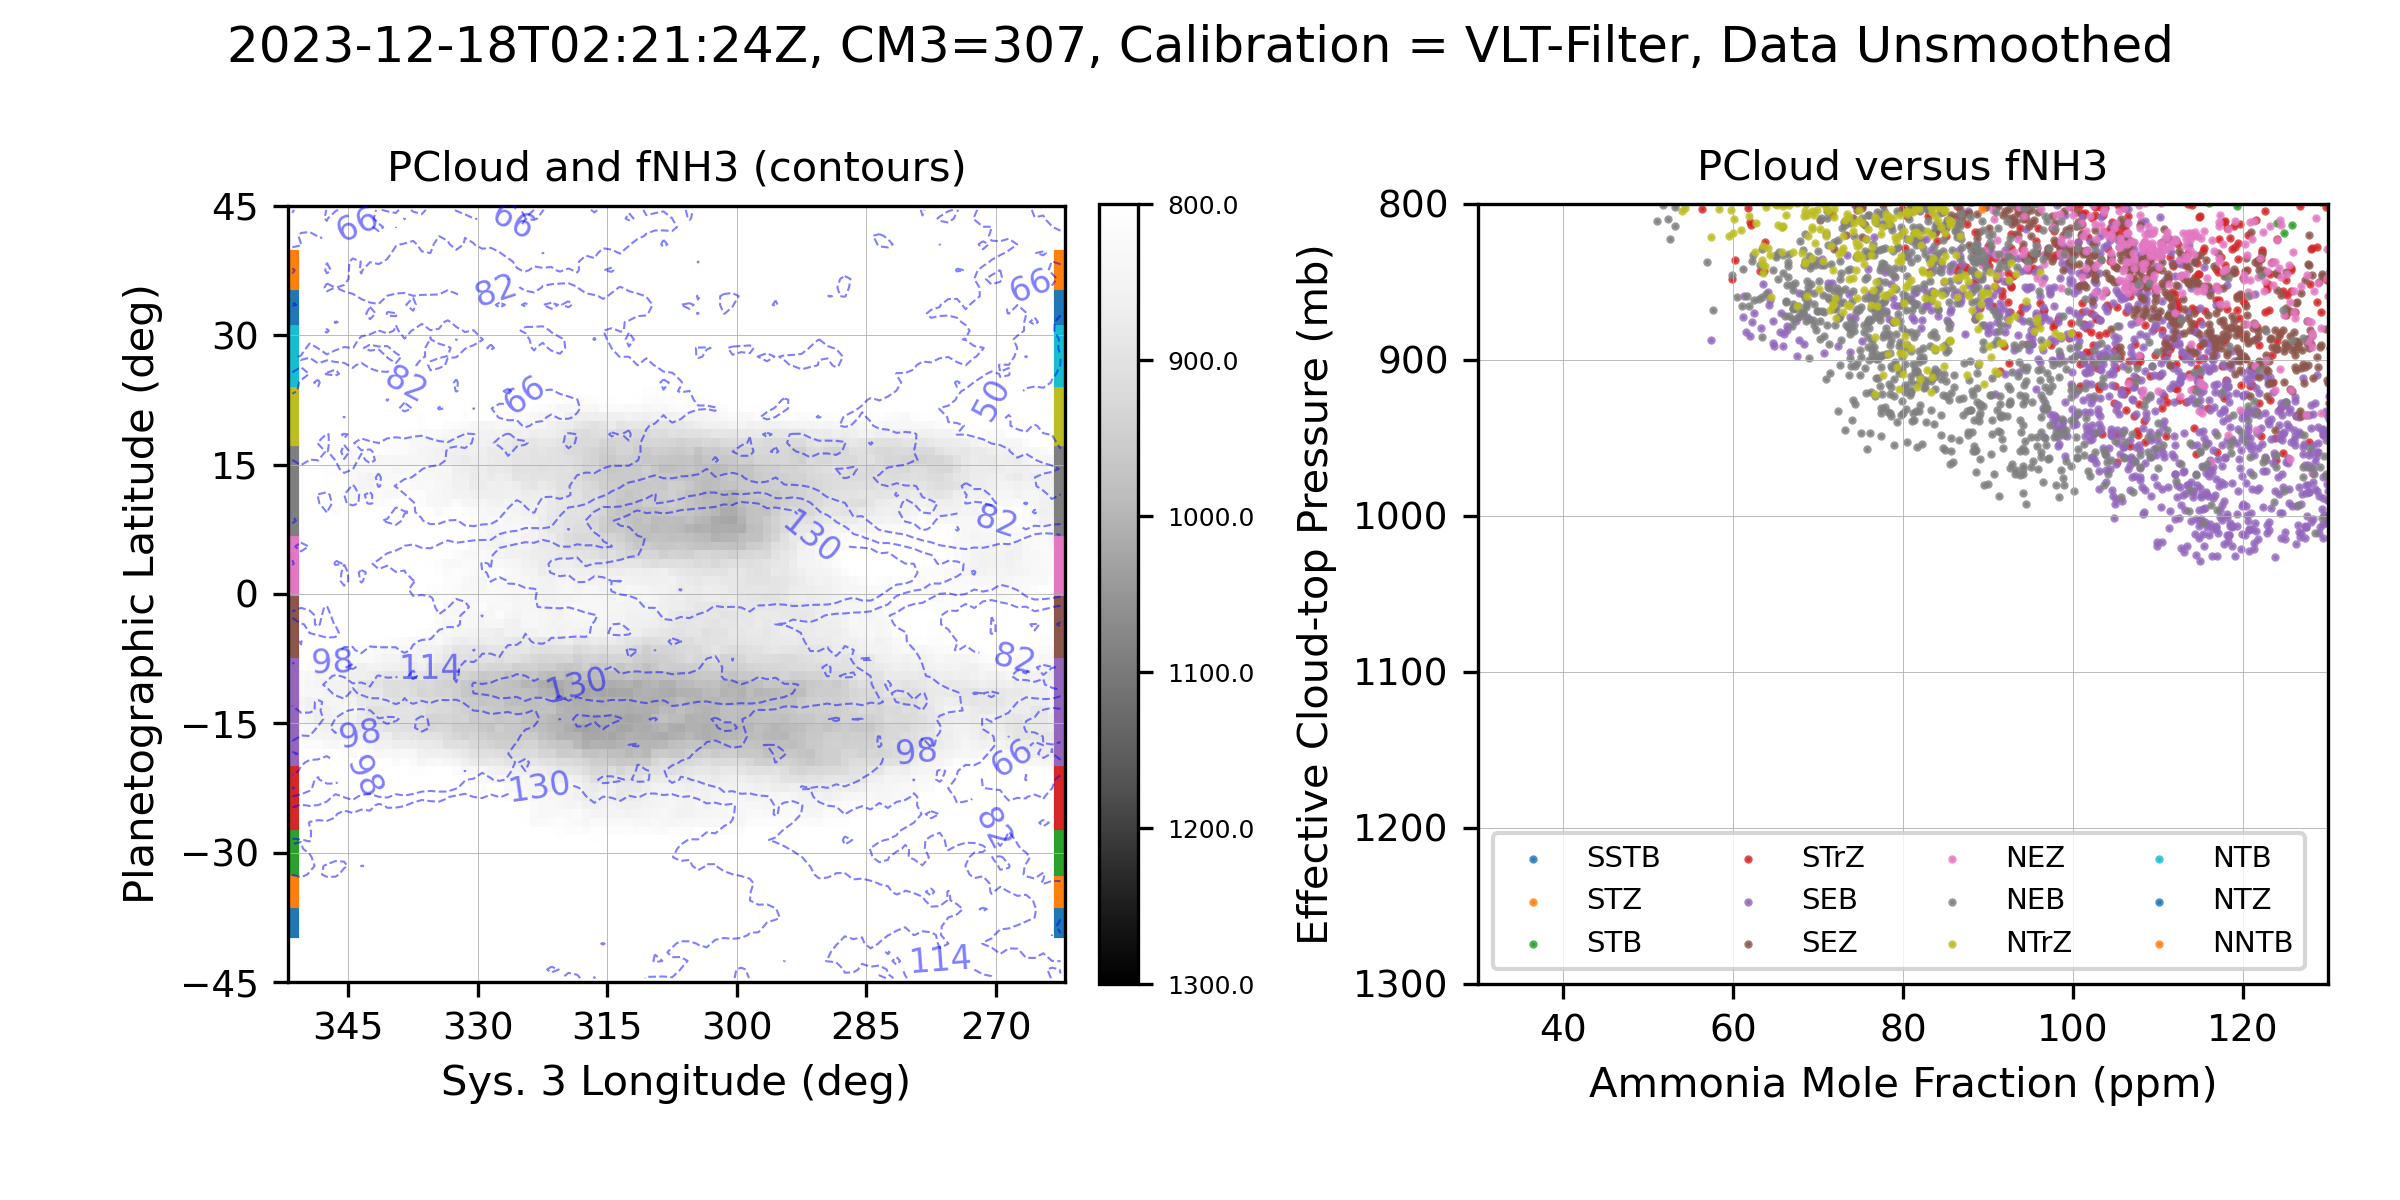 2023-12-18T02:21:24Z, CM3=307, Calibration = VLT-Filter, Data Unsmoothed
PCloud and fNH3 (contours)
Planetographic Latitude (deg)
45
30
15
0
−15
−30
−45
66
66
82
66
82
66
50
82
130
98
114
130
82
98
98
130
98
66
82
114
345
330
315
300
285
270
Sys. 3 Longitude (deg)
800.0
900.0
1000.0
1100.0
1200.0
1300.0
PCloud versus fNH3
Effective Cloud-top Pressure (mb)
800
900
1000
1100
1200
1300
SSTB
STZ
STB
STrZ
SEB
SEZ
NEZ
NEB
NTrZ
NTB
NTZ
NNTB
40
60
80
100
120
Ammonia Mole Fraction (ppm)